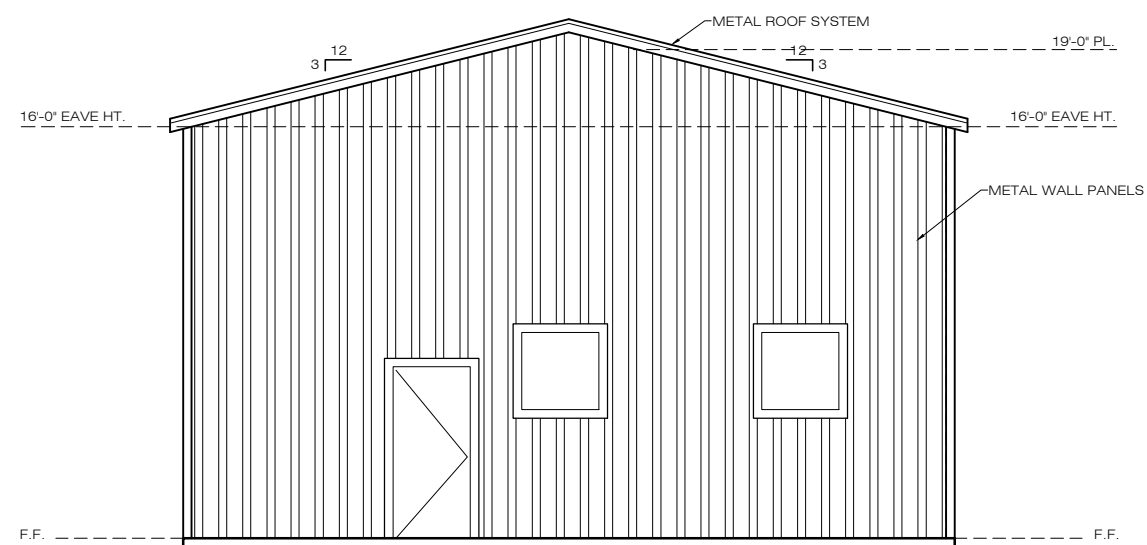 METAL ROOF SYSTEM
19'-0" PL.
12
3
12
3
16'-0" EAVE HT.
16'-0" EAVE HT.
METAL WALL PANELS
F.F.
F.F.